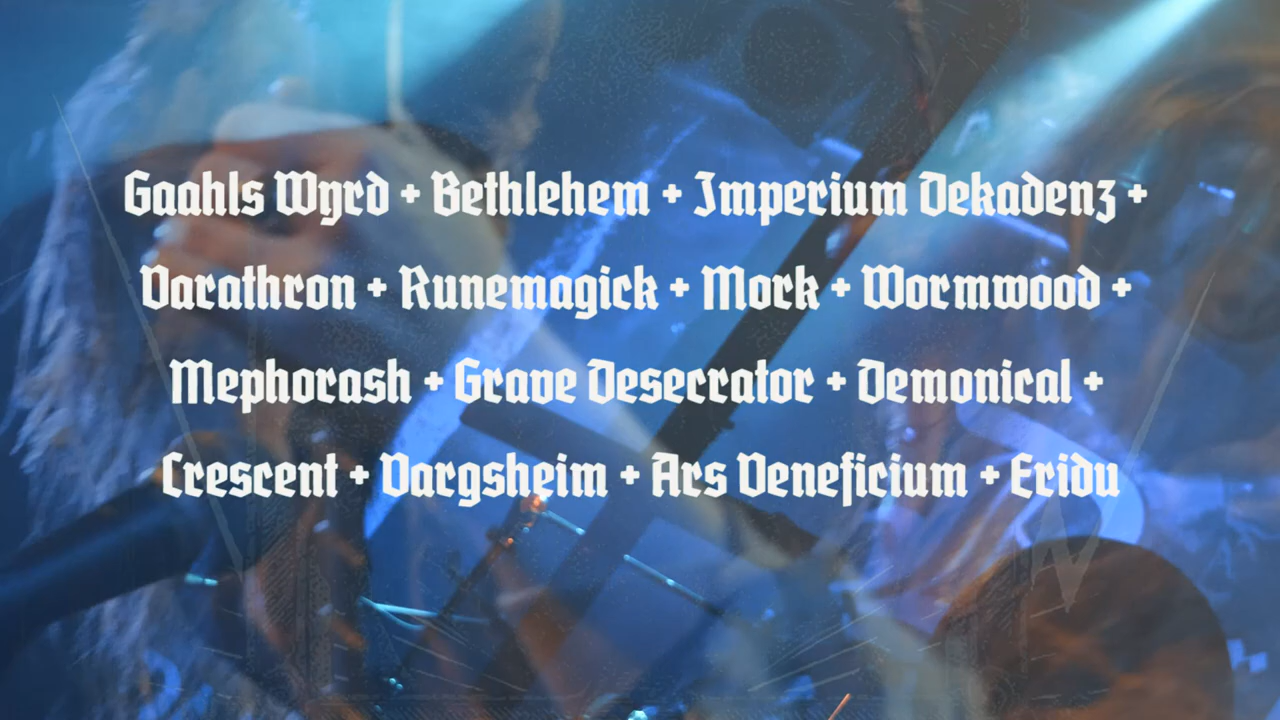 Gaahls Wyrd + Bethlehem + Imperium Dekadenz +
Varathron + Runemagick + Mork + Wormwood +
Mephorash + Grave Desecrator + Demonical +
Crescent + Vargsheim + Ars Veneficium + Eridu